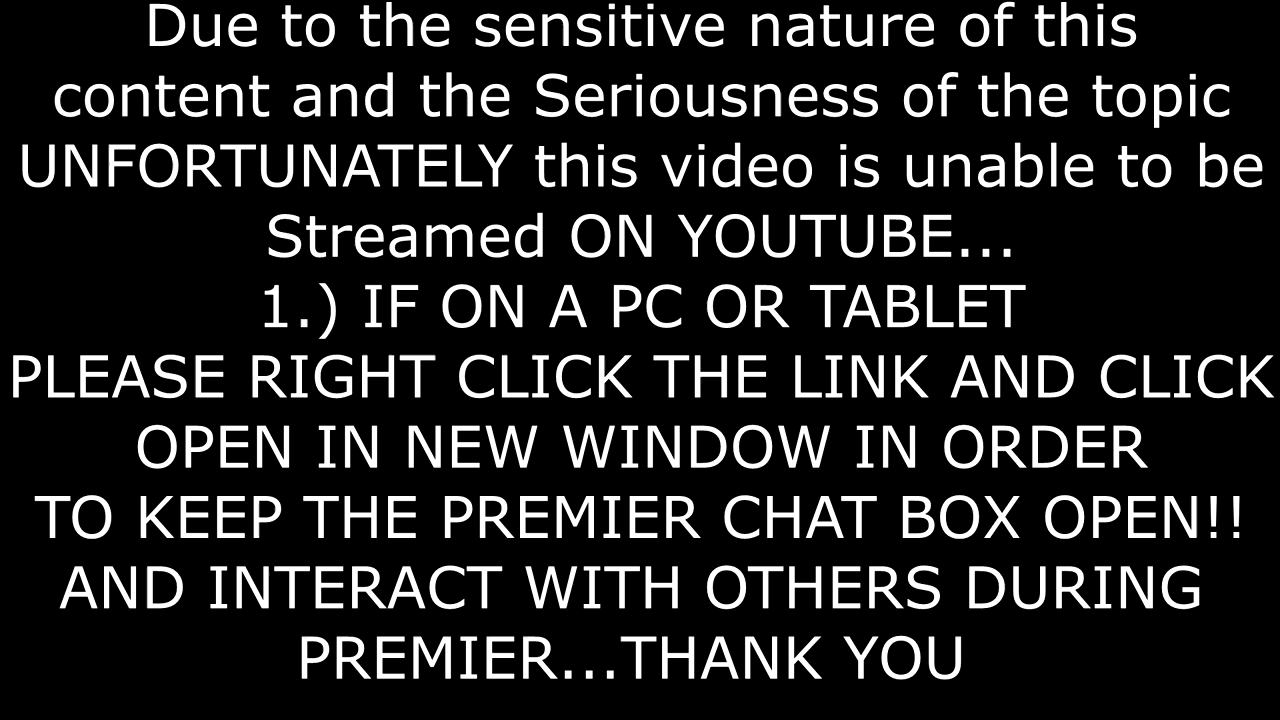 Due to the sensitive nature of this
content and the Seriousness of the topic
UNFORTUNATELY this video is unable to be
Streamed ON YOUTUBE...
1.) IF ON A PC OR TABLET
PLEASE RIGHT CLICK THE LINK AND CLICK
OPEN IN NEW WINDOW IN ORDER
TO KEEP THE PREMIER CHAT BOX OPEN!!
AND INTERACT WITH OTHERS DURING
PREMIER...THANK YOU